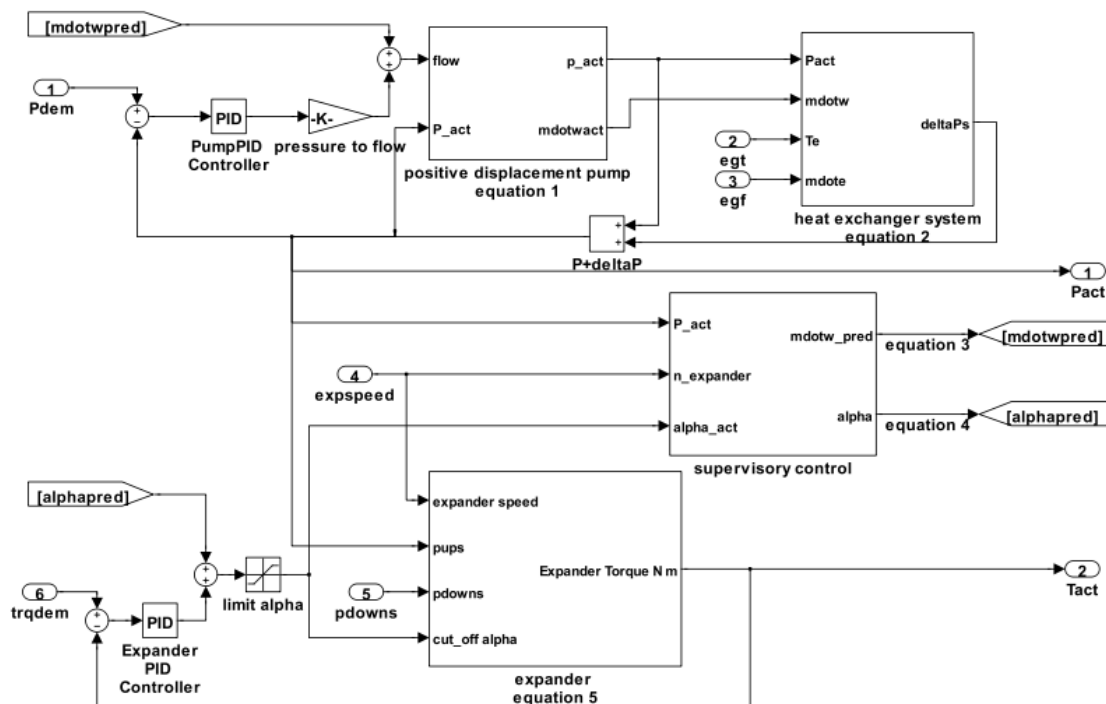 [mdotwpred]
1
Pdem
PID
PumpPID
Controller
-K-
pressure to flow
flow
P_act
p_act
mdotwact
positive displacement pump
equation 1
2
egt
3
egf
Pact
mdotw
Te
mdote
deltaPs
heat exchanger system
equation 2
P+deltaP
1
Pact
P_act
n_expander
alpha_act
mdotw_pred
alpha
supervisory control
equation 3
[mdotwpred]
equation 4
[alphapred]
4
expspeed
[alphapred]
6
trqdem
PID
Expander
PID
Controller
limit alpha
5
pdowns
expander speed
pups
pdowns
cut_off alpha
Expander Torque N m
expander
equation 5
2
Tact